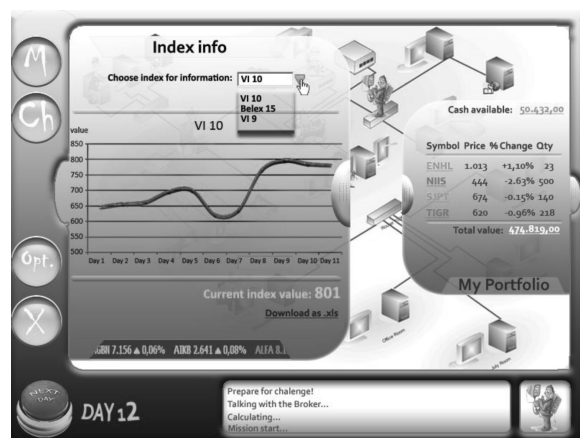 M
Ch
Opt.
X
Index info
Choose index for information: VI 10
VI 10
Belex 15
VI 9
VI 10
value
850
800
750
700
650
600
550
500
Day 1 Day 2 Day 3 Day 4 Day 5 Day 6 Day 7 Day 8 Day 9 Day 10 Day 11
Current index value: 801
Download as .xls
7.156 ▲ 0,06% AIKB 2.641 ▲ 0,08% ALFA 8.
Cash available: 50.432,00
Symbol Price % Change Qty
ENHL 1.013 +1,10% 23
NIIS 444 -2.63% 500
SJPT 674 -0.15% 140
TIGR 620 -0.96% 218
Total value: 474.819,00
My Portfolio
Office Room
NEXT DAY
DAY 12
Prepare for chalenge!
Talking with the Broker...
Calculating...
Mission start...